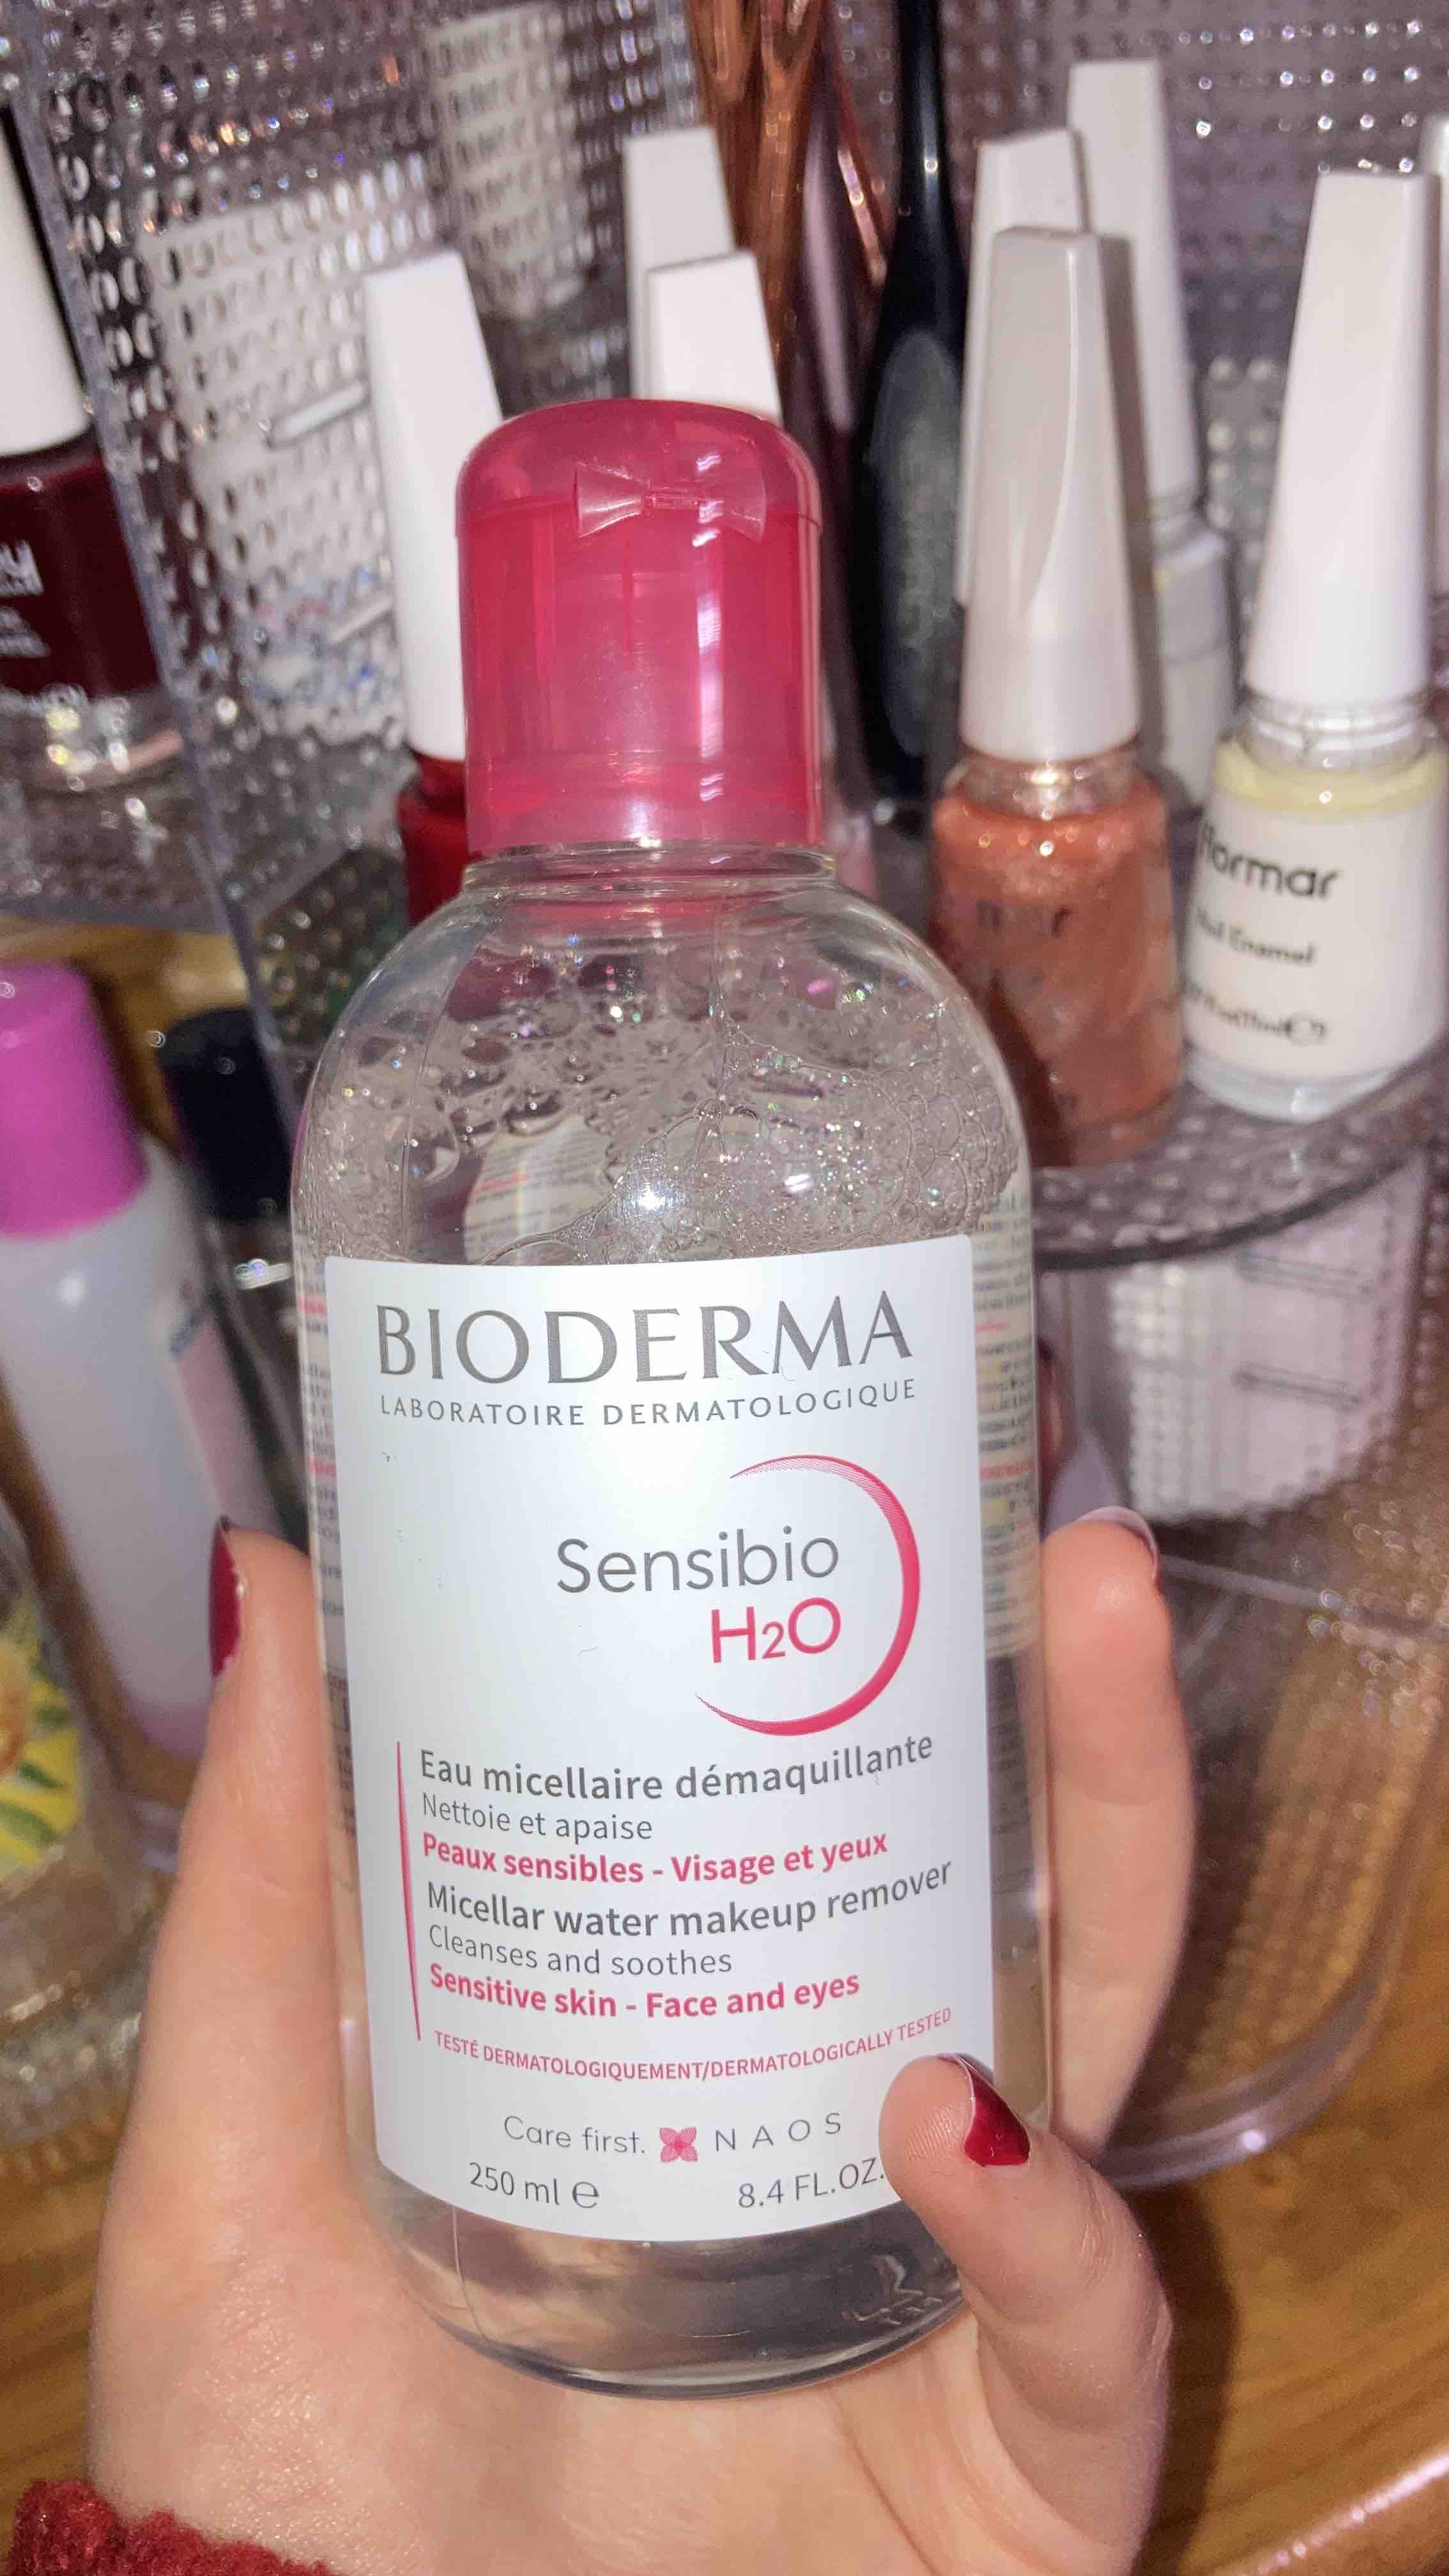 BIODERMA
LABORATOIRE DERMATOLOGIQUE
Sensibio
H2O
Eau micellaire démaquillante
Nettoie et apaise
Peaux sensibles - Visage et yeux
Micellar water makeup remover
Cleanses and soothes
Sensitive skin - Face and eyes
TESTÉ DERMATOLOGIQUEMENT/DERMATOLOGICALLY TESTED
Care first. NAOS
250 ml e 8.4 FL.OZ.
flormar
Nail Enamel